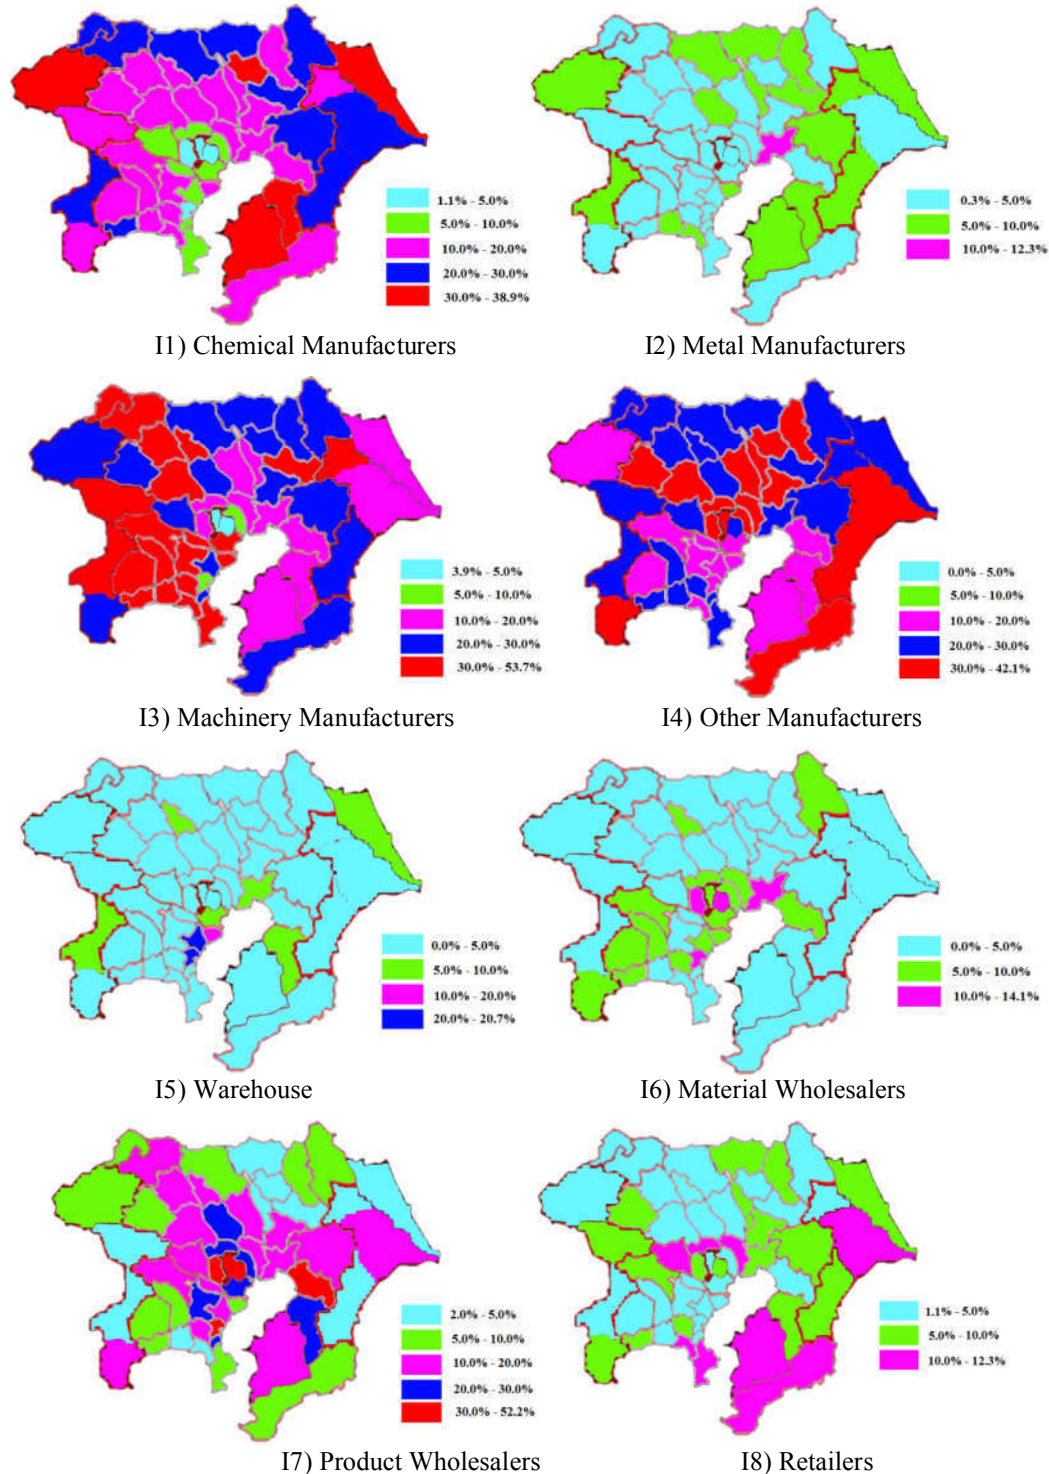 1.1% - 5.0%
5.0% - 10.0%
10.0% - 20.0%
20.0% - 30.0%
30.0% - 38.9%
0.3% - 5.0%
5.0% - 10.0%
10.0% - 12.3%
I1) Chemical Manufacturers
I2) Metal Manufacturers
3.9% - 5.0%
5.0% - 10.0%
10.0% - 20.0%
20.0% - 30.0%
30.0% - 53.7%
0.0% - 5.0%
5.0% - 10.0%
10.0% - 20.0%
20.0% - 30.0%
30.0% - 42.1%
I3) Machinery Manufacturers
I4) Other Manufacturers
0.0% - 5.0%
5.0% - 10.0%
10.0% - 20.0%
20.0% - 20.7%
0.0% - 5.0%
5.0% - 10.0%
10.0% - 14.1%
I5) Warehouse
I6) Material Wholesalers
2.0% - 5.0%
5.0% - 10.0%
10.0% - 20.0%
20.0% - 30.0%
30.0% - 52.2%
1.1% - 5.0%
5.0% - 10.0%
10.0% - 12.3%
I7) Product Wholesalers
I8) Retailers